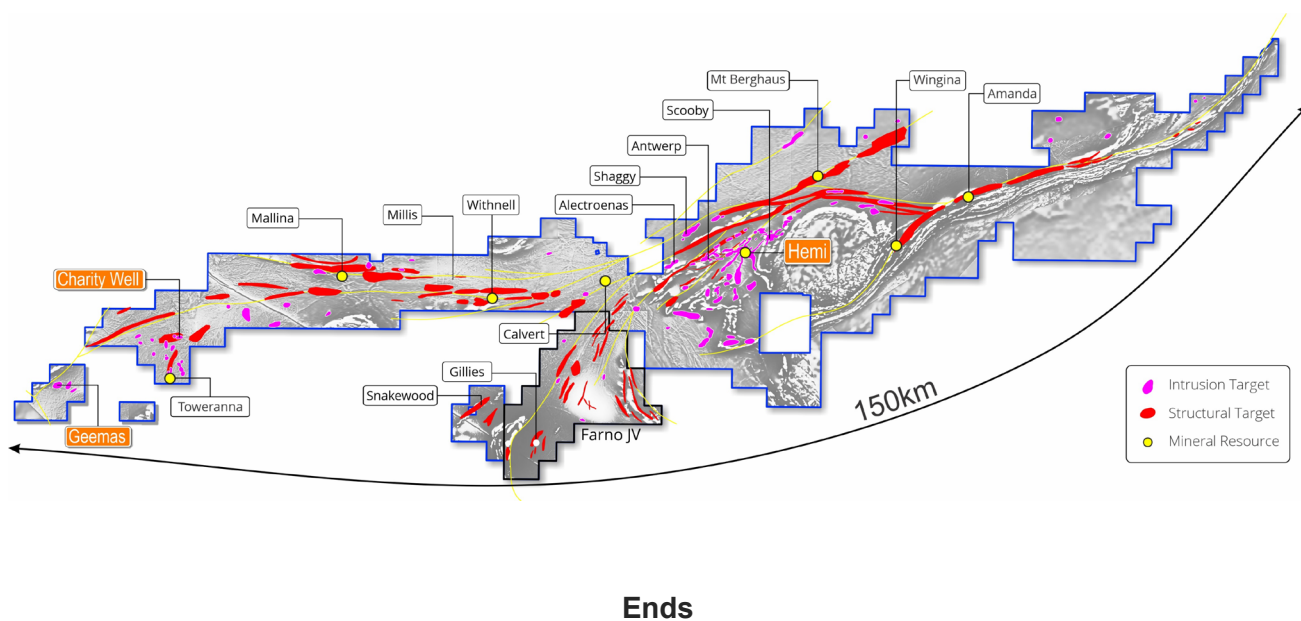 Mt Berghaus
Wingina
Amanda
Scooby
Antwerp
Shaggy
Alectroenas
Withnell
Millis
Mallina
Hemi
Charity Well
Calvert
Gillies
Snakewood
Toweranna
Geemas
Farno JV
150km
Intrusion Target
Structural Target
Mineral Resource
Ends